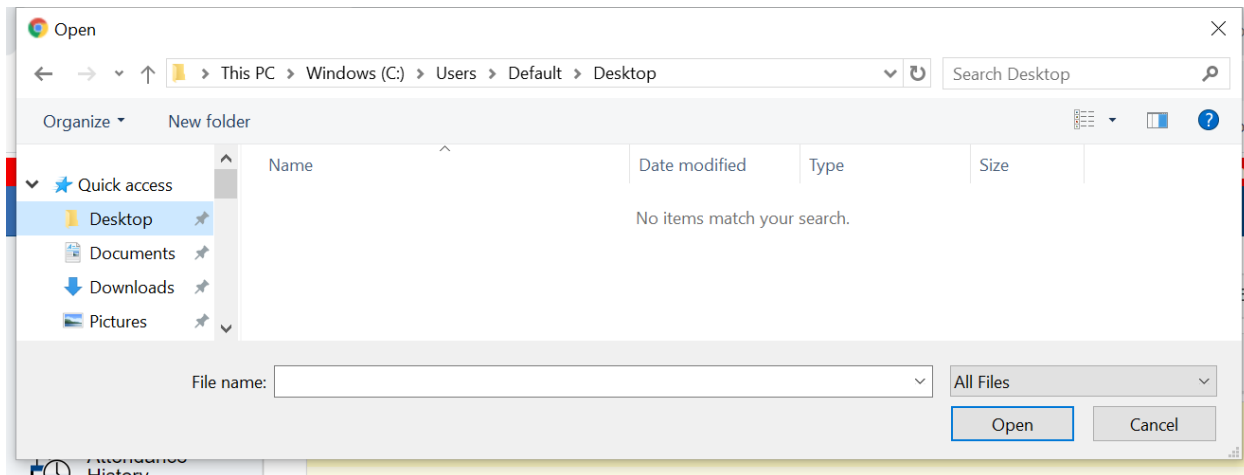 Open
This PC > Windows (C:) > Users > Default > Desktop
Search Desktop
Organize
New folder
Name
Date modified
Type
Size
Quick access
Desktop
Documents
Downloads
Pictures
No items match your search.
File name:
All Files
Open
Cancel
History